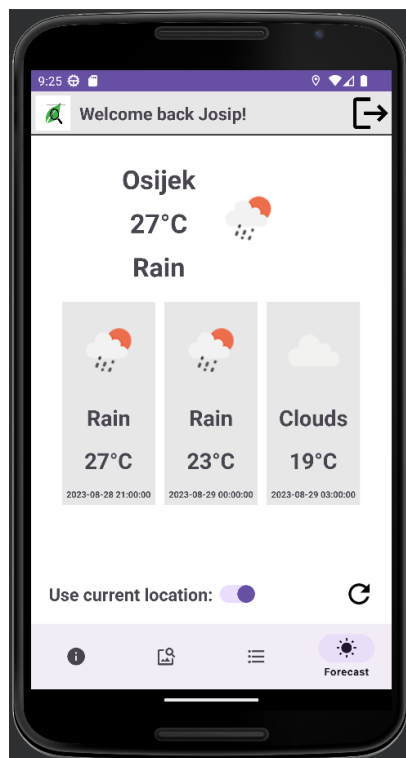 9:25
Welcome back Josip!
Osijek
27°C
Rain
Rain Rain Clouds
27°C 23°C 19°C
2023-08-28 21:00:00 2023-08-29 00:00:00 2023-08-29 03:00:00
Use current location:
Forecast